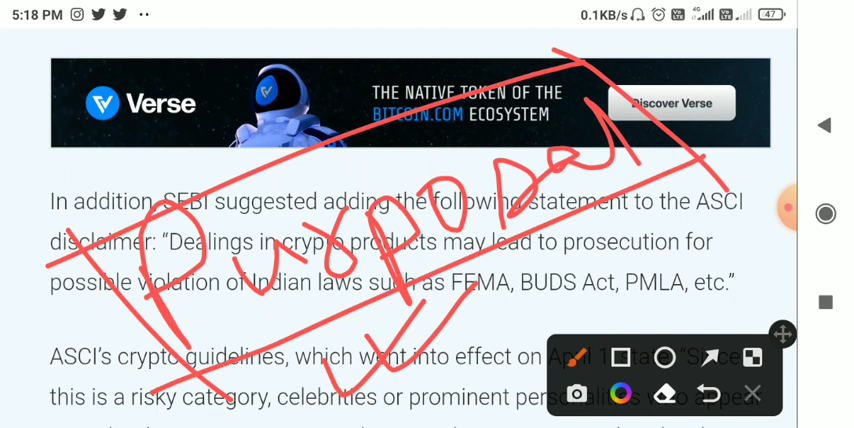 5:18 PM
0.1KB/s 4G 47
Verse
THE NATIVE TOKEN OF THE
BITCOIN.COM ECOSYSTEM
Discover Verse
In addition, SEBI suggested adding the following statement to the ASCI
disclaimer: “Dealings in crypto products may lead to prosecution for
possible violation of Indian laws such as FEMA, BUDS Act, PMLA, etc.”
Purposal
ASCI’s crypto guidelines, which went into effect on April 1, state: “Since
this is a risky category, celebrities or prominent personalities who appear